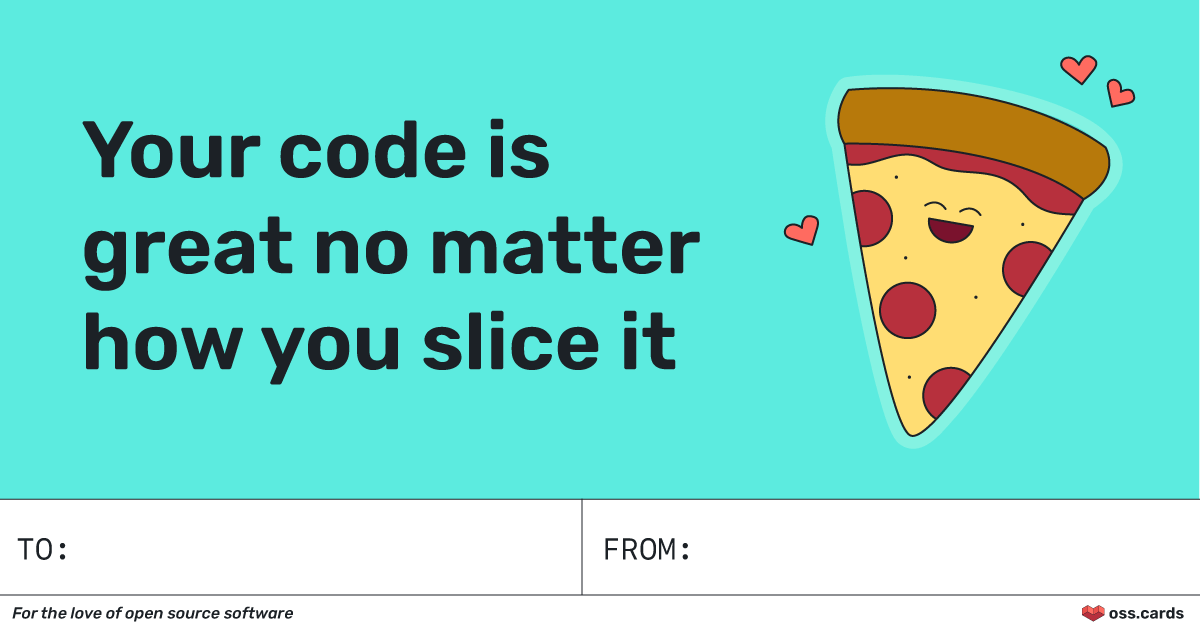 Your code is
great no matter
how you slice it
TO:
FROM:
For the love of open source software
oss.cards